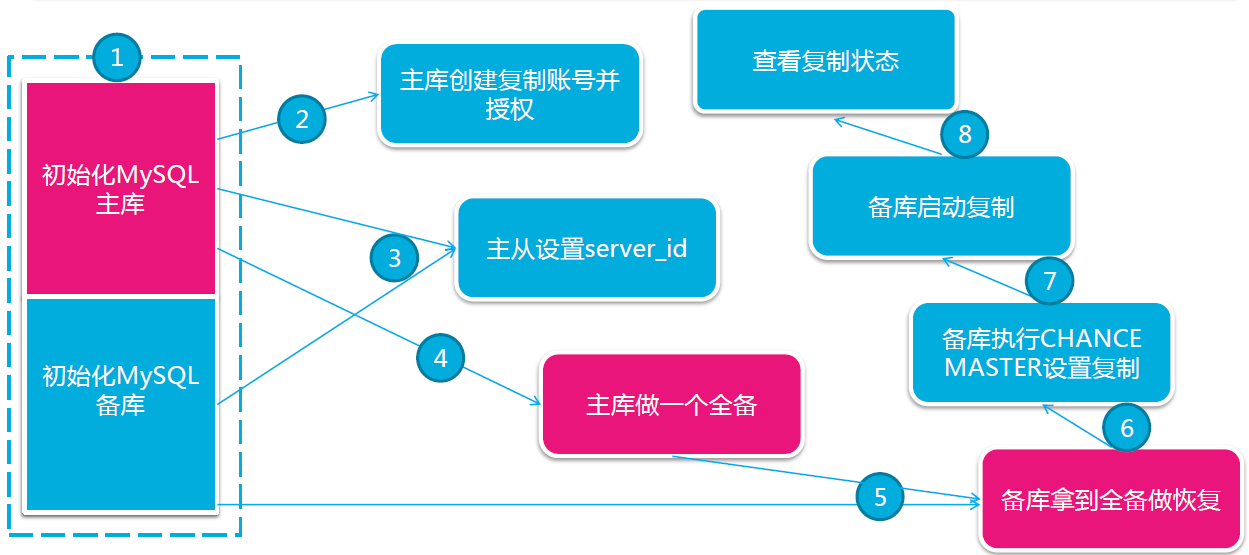 1
初始化MySQL
主库
初始化MySQL
备库
2
主库创建复制账号并
授权
3
主从设置server_id
4
主库做一个全备
5
备库拿到全备做恢复
6
备库执行CHANCE
MASTER设置复制
7
备库启动复制
8
查看复制状态